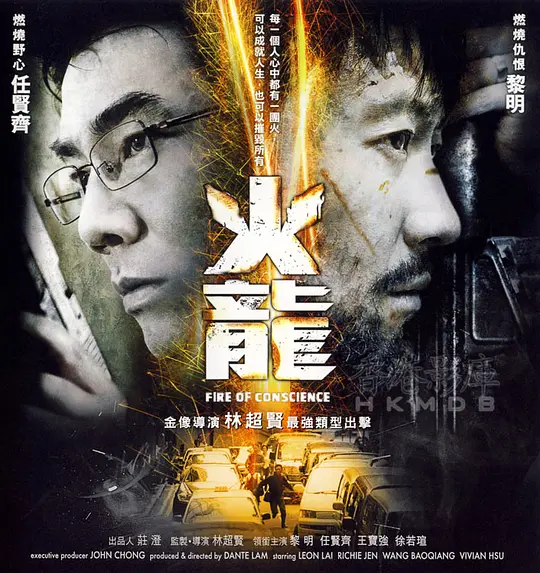 燃燒野心
任賢齊
每一個人心中都有一團火，
可以成就人生，也可以摧毀所有
燃燒仇恨
黎明
火龍
FIRE OF CONSCIENCE
香港影庫
HKMDB
金像導演 林超賢 最強類型出擊
出品人 莊澄 監製·導演 林超賢 領銜主演 黎明 任賢齊 王寶強 徐若瑄
executive producer JOHN CHONG produced & directed by DANTE LAM starring LEON LAI RICHIE JEN WANG BAOQIANG VIVIAN HSU